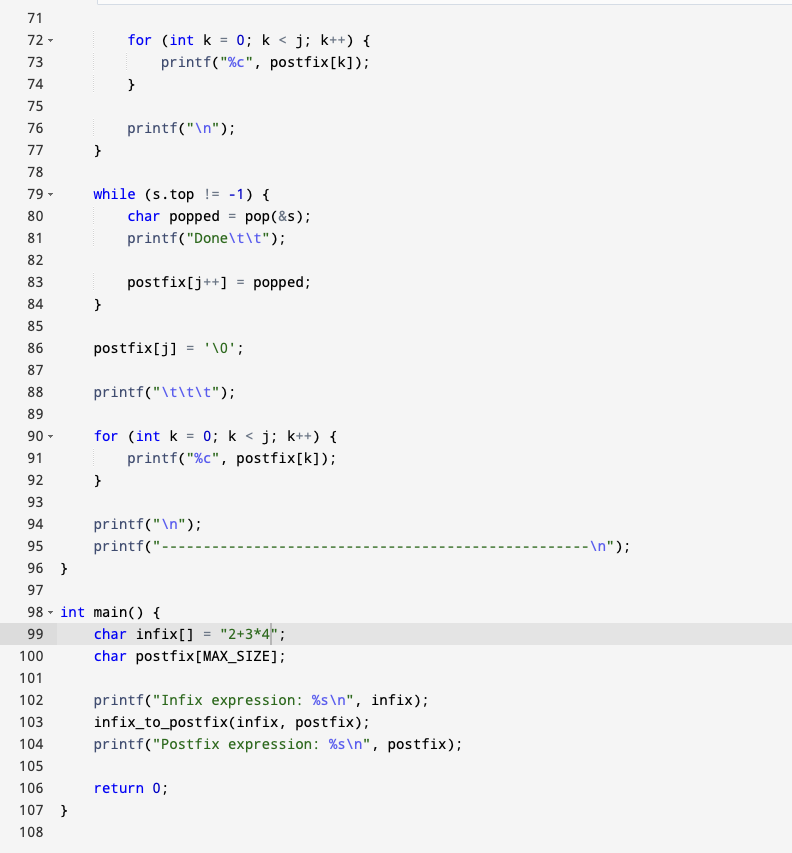 71
72        for (int k = 0; k < j; k++) {
73            printf("%c", postfix[k]);
74        }
75
76        printf("\n");
77    }
78
79    while (s.top != -1) {
80        char popped = pop(&s);
81        printf("Done\t\t");
82
83        postfix[j++] = popped;
84    }
85
86    postfix[j] = '\0';
87
88    printf("\t\t\t");
89
90    for (int k = 0; k < j; k++) {
91        printf("%c", postfix[k]);
92    }
93
94    printf("\n");
95    printf("---------------------------------------------------\n");
96 }
97
98 int main() {
99    char infix[] = "2+3*4";
100    char postfix[MAX_SIZE];
101
102    printf("Infix expression: %s\n", infix);
103    infix_to_postfix(infix, postfix);
104    printf("Postfix expression: %s\n", postfix);
105
106    return 0;
107 }
108